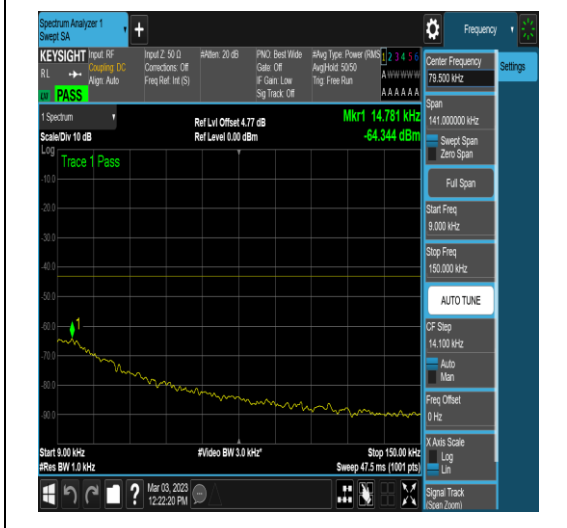 Spectrum Analyzer 1
Swept SA
Frequency
KEYSIGHT
RL
PASS
Input: RF
Coupling: DC
Align: Auto
Input Z: 50 Ω
Corrections: Off
Freq Ref: Int (S)
#Atten: 20 dB
PNO: Best Wide
Gate: Off
IF Gain: Low
Sig Track: Off
#Avg Type: Power (RMS
Avg|Hold: 50/50
Trig: Free Run
1 2 3 4 5 6
A W W W W W
A A A A A A
Settings
Center Frequency
79.500 kHz
1 Spectrum
Scale/Div 10 dB
Ref Lvl Offset 4.77 dB
Ref Level 0.00 dBm
Mkr1 14.781 kHz
-64.344 dBm
Log
Trace 1 Pass
-10.0
-20.0
-30.0
-40.0
-50.0
-60.0
-70.0
-80.0
-90.0
1
Start 9.00 kHz
#Res BW 1.0 kHz
#Video BW 3.0 kHz*
Stop 150.00 kHz
Sweep 47.5 ms (1001 pts)
Span
141.000000 kHz
Swept Span
Zero Span
Full Span
Start Freq
9.000 kHz
Stop Freq
150.000 kHz
AUTO TUNE
CF Step
14.100 kHz
Auto
Man
Freq Offset
0 Hz
X Axis Scale
Log
Lin
Signal Track
(Span Zoom)
?
Mar 03, 2023
12:22:20 PM